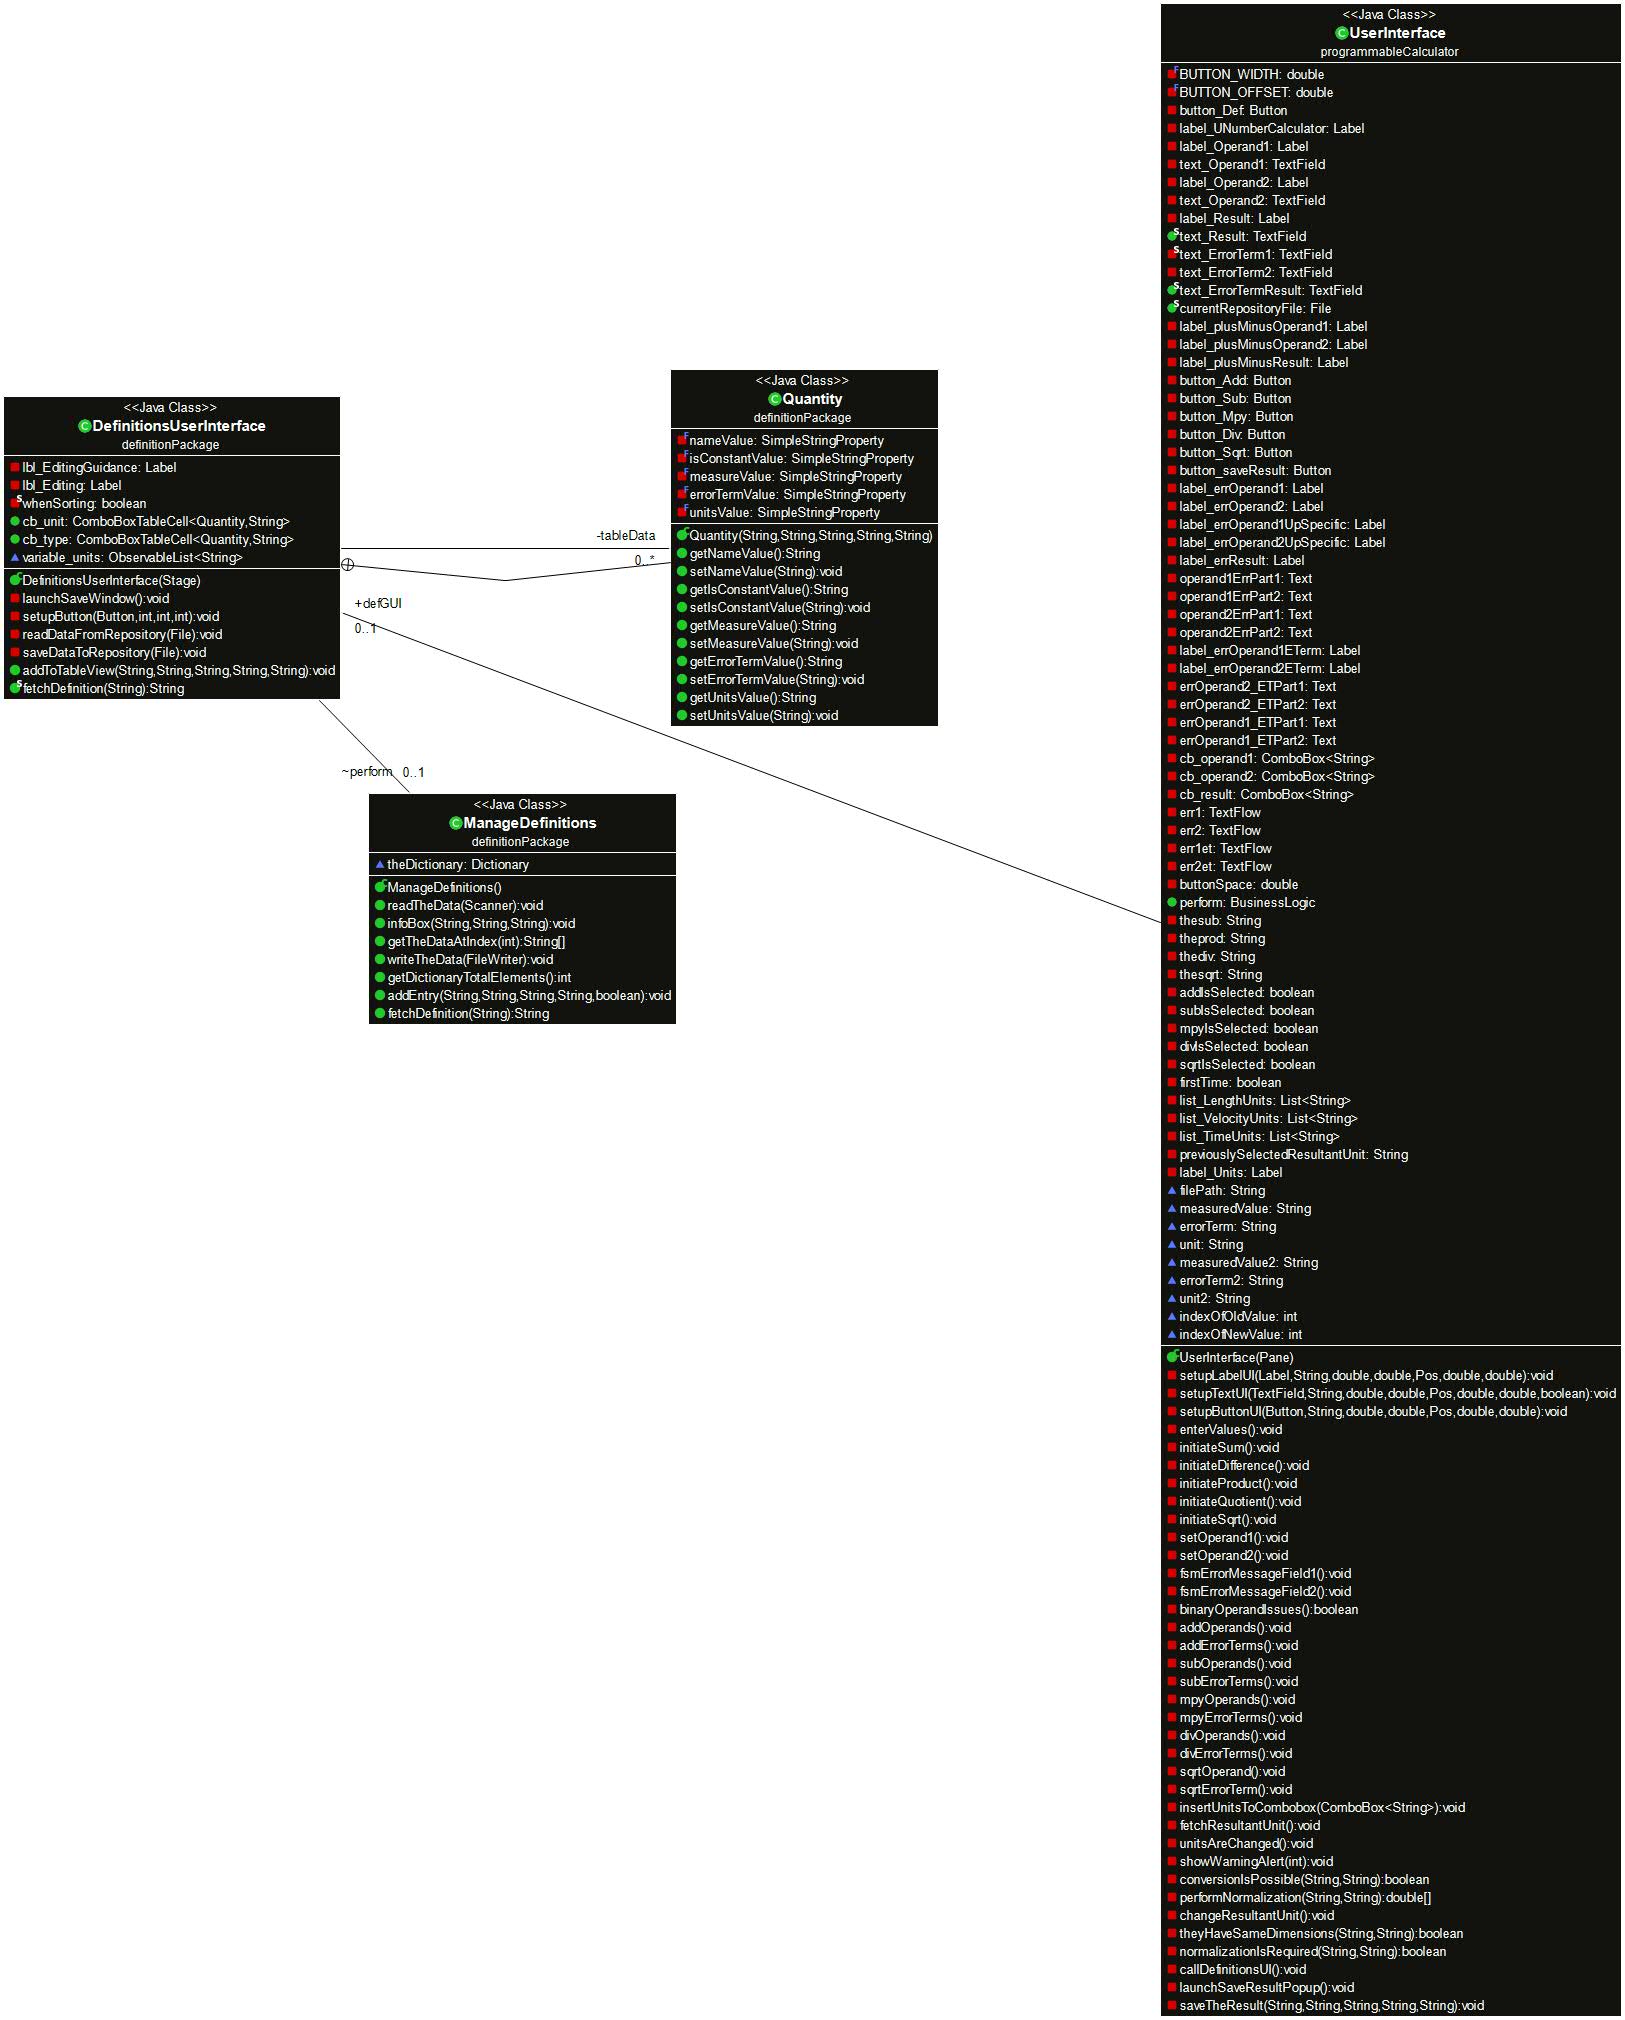 <<Java Class>>
UserInterface
programmableCalculator
BUTTON_WIDTH: double
BUTTON_OFFSET: double
button_Def: Button
label_UNumberCalculator: Label
label_Operand1: Label
text_Operand1: TextField
label_Operand2: Label
text_Operand2: TextField
label_Result: Label
text_Result: TextField
text_ErrorTerm1: TextField
text_ErrorTerm2: TextField
text_ErrorTermResult: TextField
currentRepositoryFile: File
label_plusMinusOperand1: Label
label_plusMinusOperand2: Label
label_plusMinusResult: Label
button_Add: Button
button_Sub: Button
button_Mpy: Button
button_Div: Button
button_Sqrt: Button
button_saveResult: Button
label_errOperand1: Label
label_errOperand2: Label
label_errOperand1UpSpecific: Label
label_errOperand2UpSpecific: Label
label_errResult: Label
operand1ErrPart1: Text
operand1ErrPart2: Text
operand2ErrPart1: Text
operand2ErrPart2: Text
label_errOperand1ETerm: Label
label_errOperand2ETerm: Label
errOperand2_ETPart1: Text
errOperand2_ETPart2: Text
errOperand1_ETPart1: Text
errOperand1_ETPart2: Text
cb_operand1: ComboBox<String>
cb_operand2: ComboBox<String>
cb_result: ComboBox<String>
err1: TextFlow
err2: TextFlow
err1et: TextFlow
err2et: TextFlow
buttonSpace: double
perform: BusinessLogic
thesub: String
theprod: String
thediv: String
thesqrt: String
addIsSelected: boolean
subIsSelected: boolean
mpyIsSelected: boolean
divIsSelected: boolean
sqrtIsSelected: boolean
firstTime: boolean
list_LengthUnits: List<String>
list_VelocityUnits: List<String>
list_TimeUnits: List<String>
previouslySelectedResultantUnit: String
label_Units: Label
filePath: String
measuredValue: String
errorTerm: String
unit: String
measuredValue2: String
errorTerm2: String
unit2: String
indexOfOldValue: int
indexOfNewValue: int
UserInterface(Pane)
setupLabelUI(Label,String,double,double,Pos,double,double):void
setupTextUI(TextField,String,double,double,Pos,double,double,boolean):void
setupButtonUI(Button,String,double,double,Pos,double,double):void
enterValues():void
initiateSum():void
initiateDifference():void
initiateProduct():void
initiateQuotient():void
initiateSqrt():void
setOperand1():void
setOperand2():void
fsmErrorMessageField1():void
fsmErrorMessageField2():void
binaryOperandIssues():boolean
addOperands():void
addErrorTerms():void
subOperands():void
subErrorTerms():void
mpyOperands():void
mpyErrorTerms():void
divOperands():void
divErrorTerms():void
sqrtOperand():void
sqrtErrorTerm():void
insertUnitsToCombobox(ComboBox<String>):void
fetchResultantUnit():void
unitsAreChanged():void
showWarningAlert(int):void
conversionIsPossible(String,String):boolean
performNormalization(String,String):double[]
changeResultantUnit():void
theyHaveSameDimensions(String,String):boolean
normalizationIsRequired(String,String):boolean
callDefinitionsUI():void
launchSaveResultPopup():void
saveTheResult(String,String,String,String,String):void
<<Java Class>>
Quantity
definitionPackage
nameValue: SimpleStringProperty
isConstantValue: SimpleStringProperty
measureValue: SimpleStringProperty
errorTermValue: SimpleStringProperty
unitsValue: SimpleStringProperty
Quantity(String,String,String,String,String)
getNameValue():String
setNameValue(String):void
getIsConstantValue():String
setIsConstantValue(String):void
getMeasureValue():String
setMeasureValue(String):void
getErrorTermValue():String
setErrorTermValue(String):void
getUnitsValue():String
setUnitsValue(String):void
<<Java Class>>
DefinitionsUserInterface
definitionPackage
lbl_EditingGuidance: Label
lbl_Editing: Label
whenSorting: boolean
cb_unit: ComboBoxTableCell<Quantity,String>
cb_type: ComboBoxTableCell<Quantity,String>
variable_units: ObservableList<String>
DefinitionsUserInterface(Stage)
launchSaveWindow():void
setupButton(Button,int,int,int):void
readDataFromRepository(File):void
saveDataToRepository(File):void
addToTableView(String,String,String,String,String):void
fetchDefinition(String):String
-tableData
0..*
+defGUI
0..1
~perform 0..1
<<Java Class>>
ManageDefinitions
definitionPackage
theDictionary: Dictionary
ManageDefinitions()
readTheData(Scanner):void
infoBox(String,String,String):void
getTheDataAtIndex(int):String[]
writeTheData(FileWriter):void
getDictionaryTotalElements():int
addEntry(String,String,String,String,boolean):void
fetchDefinition(String):String